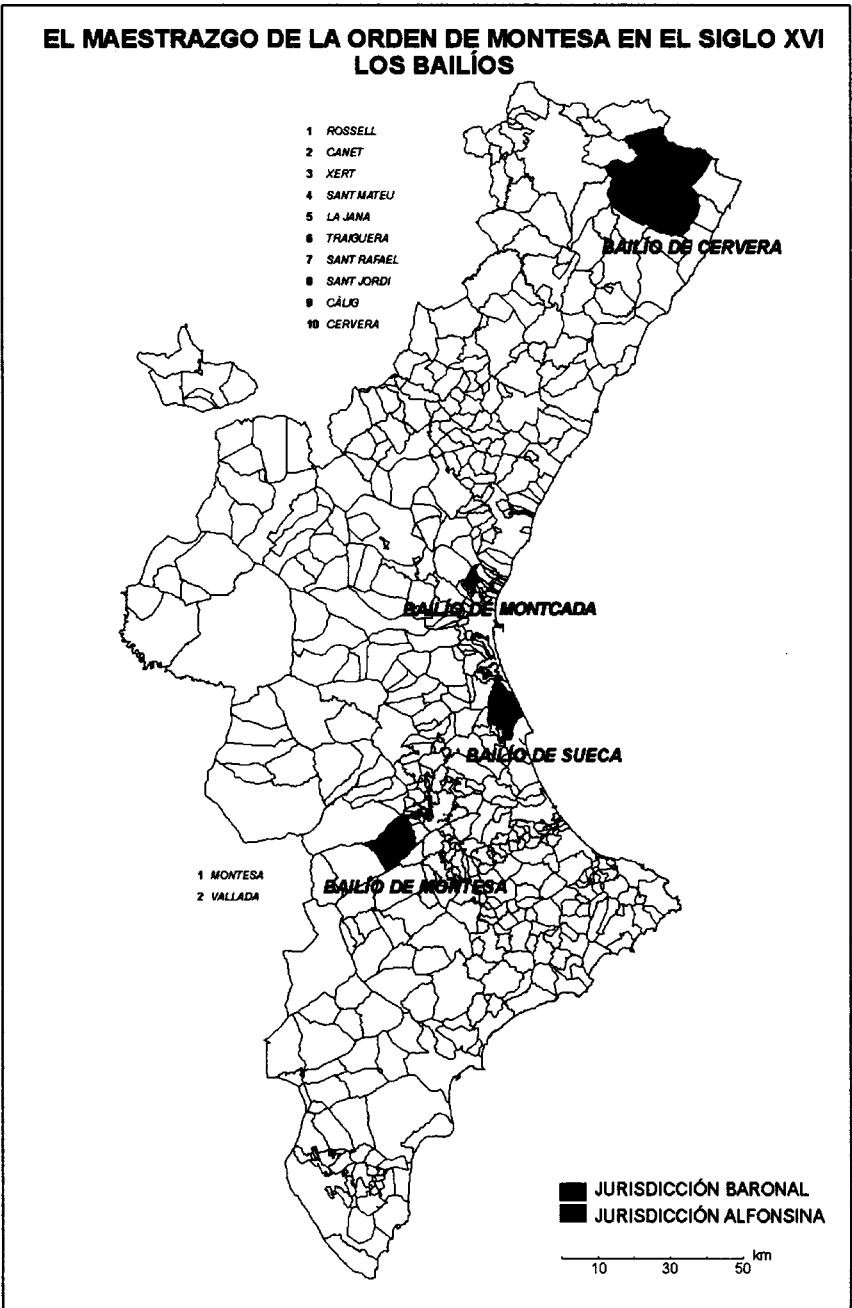 EL MAESTRAZGO DE LA ORDEN DE MONTESA EN EL SIGLO XVI
LOS BAILÍOS
1 ROSSELL
2 CANET
3 XERT
4 SANT MATEU
5 LA JANA
6 TRAIGUERA
7 SANT RAFAEL
8 SANT JORDI
9 CÀLIG
10 CERVERA
BAILÍO DE CERVERA
BAILÍO DE MONTCADA
BAILÍO DE SUECA
1 MONTESA
2 VALLADA
BAILÍO DE MONTESA
JURISDICCIÓN BARONAL
JURISDICCIÓN ALFONSINA
km
10 30 50